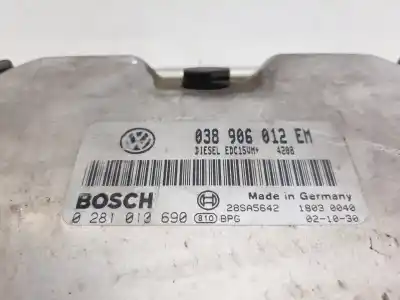 038 906 012 EM
DIESEL EDC15VM+ 4208
BOSCH
Made in Germany
28SA5642 1803 0040
0 281 010 690 810 BPG 02-10-30